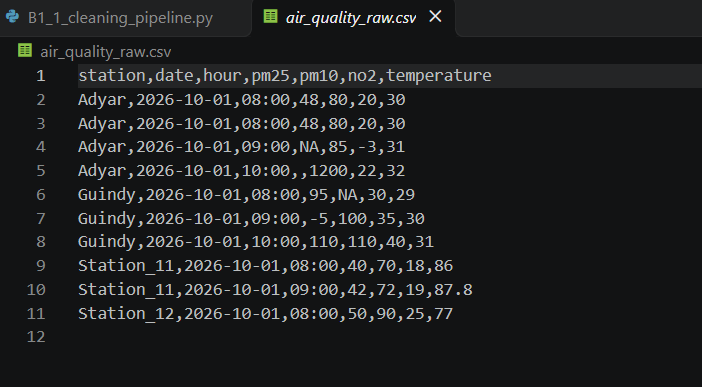 B1_1_cleaning_pipeline.py air_quality_raw.csv
air_quality_raw.csv
1 station,date,hour,pm25,pm10,no2,temperature
2 Adyar,2026-10-01,08:00,48,80,20,30
3 Adyar,2026-10-01,08:00,48,80,20,30
4 Adyar,2026-10-01,09:00,NA,85,-3,31
5 Adyar,2026-10-01,10:00,,1200,22,32
6 Guindy,2026-10-01,08:00,95,NA,30,29
7 Guindy,2026-10-01,09:00,-5,100,35,30
8 Guindy,2026-10-01,10:00,110,110,40,31
9 Station_11,2026-10-01,08:00,40,70,18,86
10 Station_11,2026-10-01,09:00,42,72,19,87.8
11 Station_12,2026-10-01,08:00,50,90,25,77
12